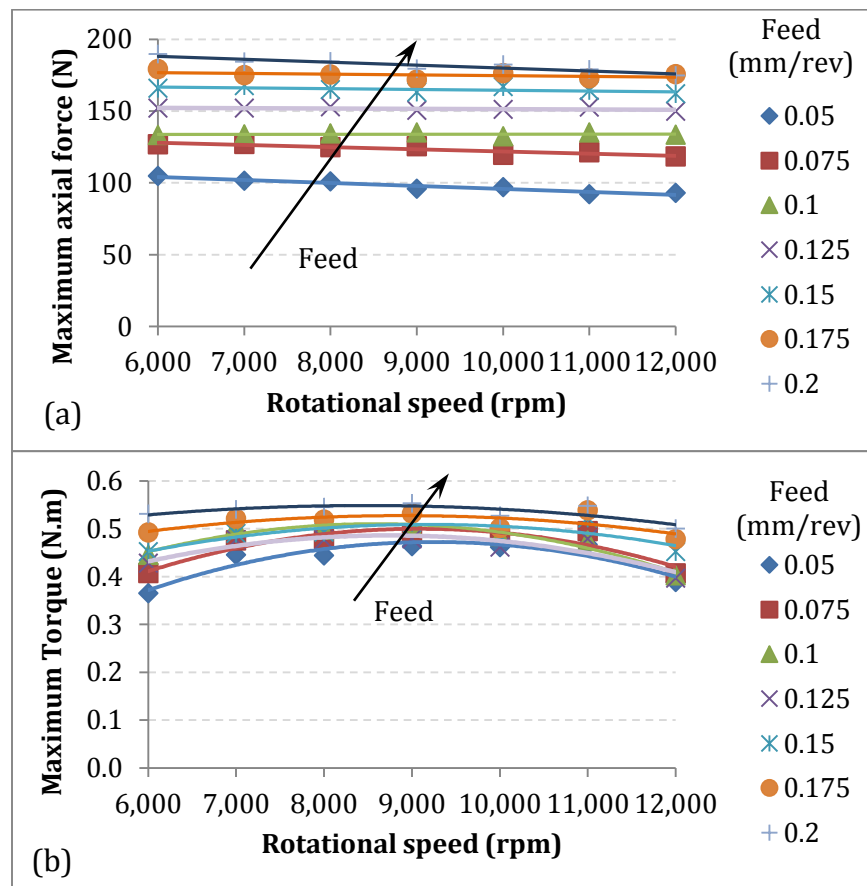 200
150
100
50
0
Maximum axial force (N)
6,000 7,000 8,000 9,000 10,000 11,000 12,000
Rotational speed (rpm)
Feed
(a)
Feed
(mm/rev)
0.05
0.075
0.1
0.125
0.15
0.175
0.2
0.6
0.5
0.4
0.3
0.2
0.1
0.0
Maximum Torque (N.m)
6,000 7,000 8,000 9,000 10,000 11,000 12,000
Rotational speed (rpm)
Feed
(b)
Feed
(mm/rev)
0.05
0.075
0.1
0.125
0.15
0.175
0.2